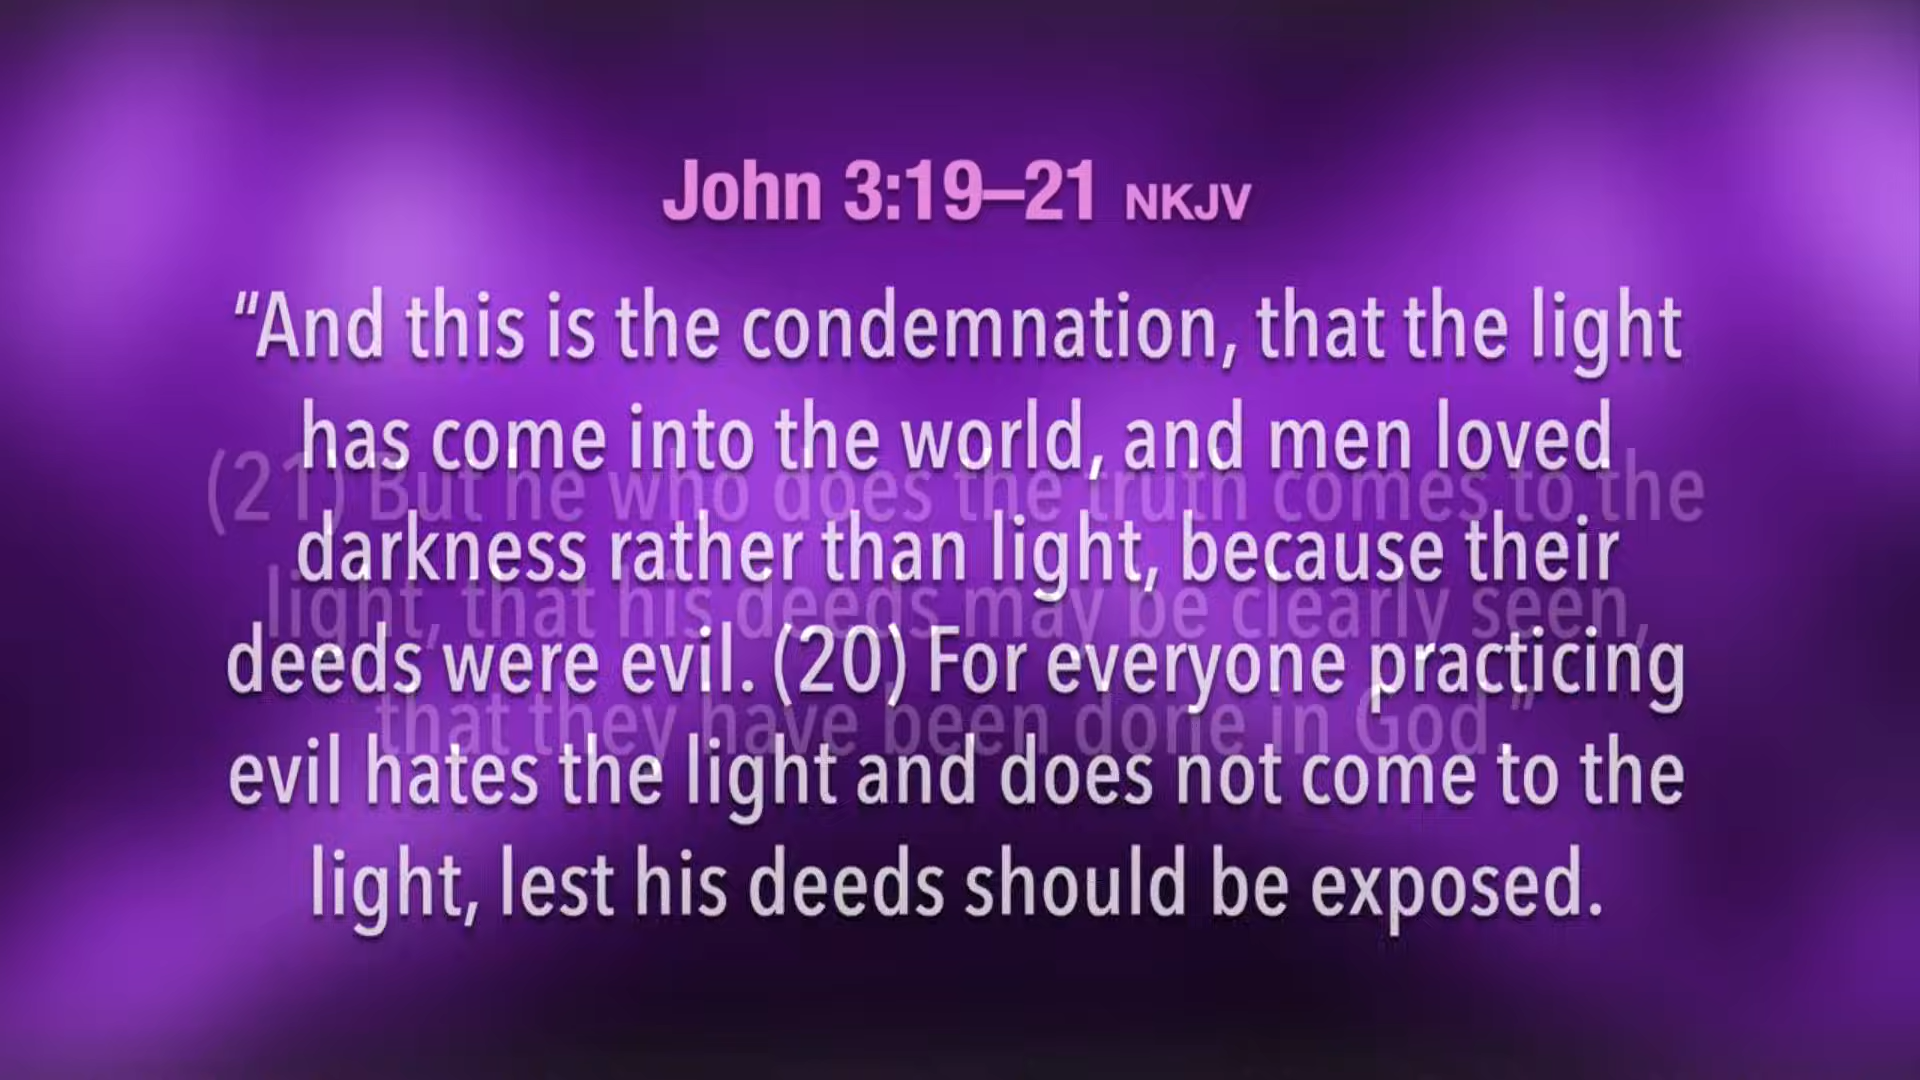 John 3:19–21 NKJV
“And this is the condemnation, that the light
has come into the world, and men loved
darkness rather than light, because their
deeds were evil. (20) For everyone practicing
evil hates the light and does not come to the
light, lest his deeds should be exposed.
(21) But he who does the truth comes to the
light, that his deeds may be clearly seen,
that they have been done in God.”